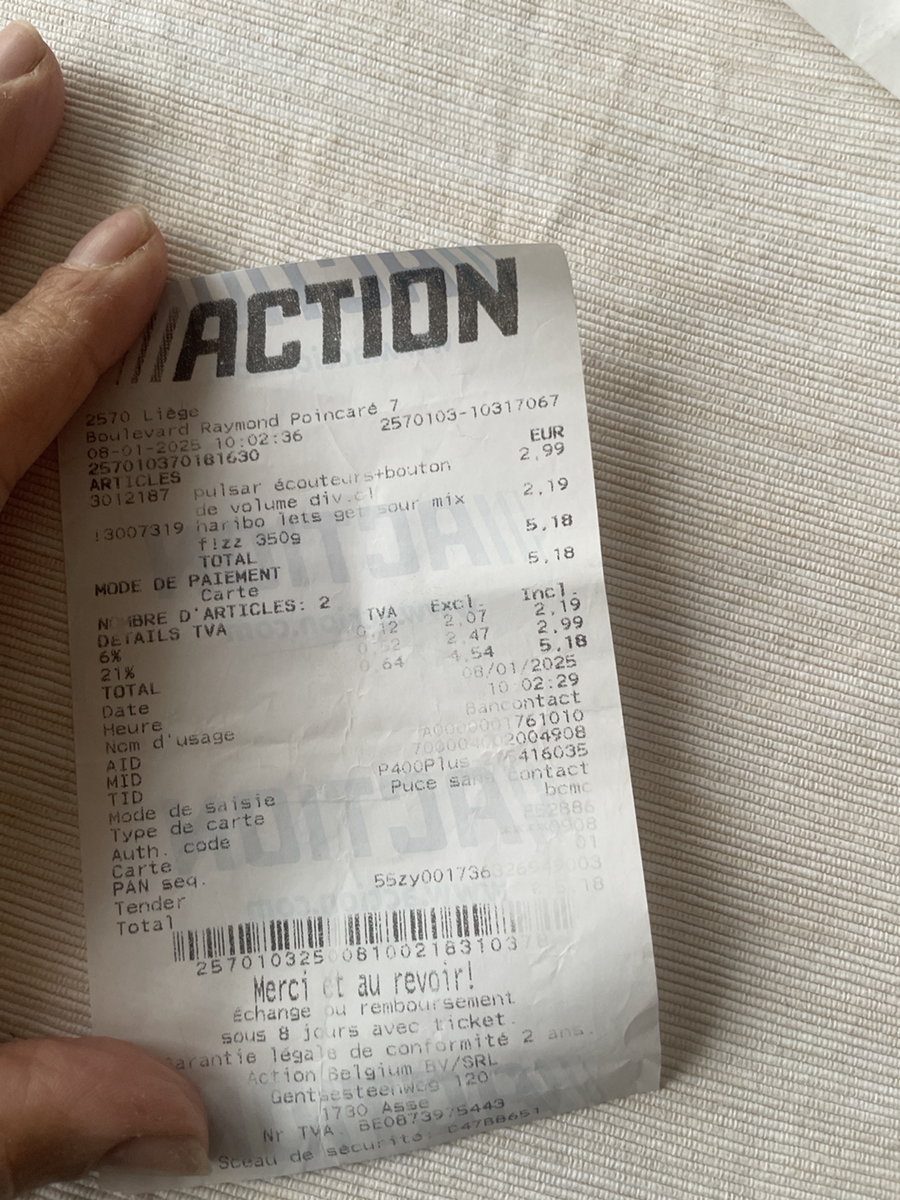 ACTION
2570 Liège
Boulevard Raymond Poincaré 7
08-01-2025 10:02:36 2570103-10317067
257010370181630
ARTICLES EUR
3012187 pulsar écouteurs+bouton 2,99
de volume div.cl
!3007319 haribo lets get sour mix 2,19
fizz 350g
TOTAL 5,18
MODE DE PAIEMENT
Carte 5,18
NOMBRE D'ARTICLES: 2
DETAILS TVA TVA Excl. Incl.
6% 0,12 2,07 2,19
21% 0,52 2,47 2,99
TOTAL 0,64 4,54 5,18
Date 08/01/2025
Heure 10:02:29
Nom d'usage Bancontact
AID A0000001761010
MID
TID P400Plus
Mode de saisie Puce sans contact
Type de carte bcmc
Auth. code
Carte
PAN seq. 01
Tender
Total
Merci et au revoir!
échange ou remboursement
sous 8 jours avec ticket.
Garantie légale de conformité 2 ans.
Action Belgium BV/SRL
Gentsesteenweg 120
1730 Asse
Nr TVA BE0873975443
Sceau de sécurité: C4788651